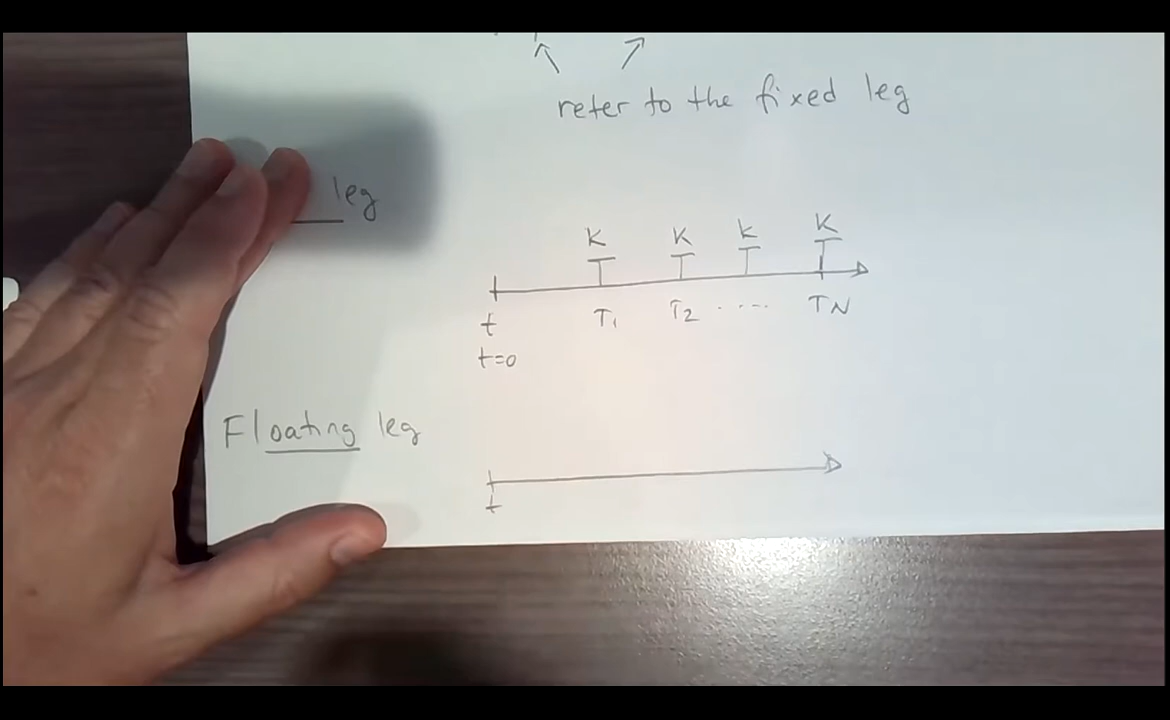 refer to the fixed leg
leg
K K K K
T1 T2 ..... TN
t
t=0
Floating leg
t